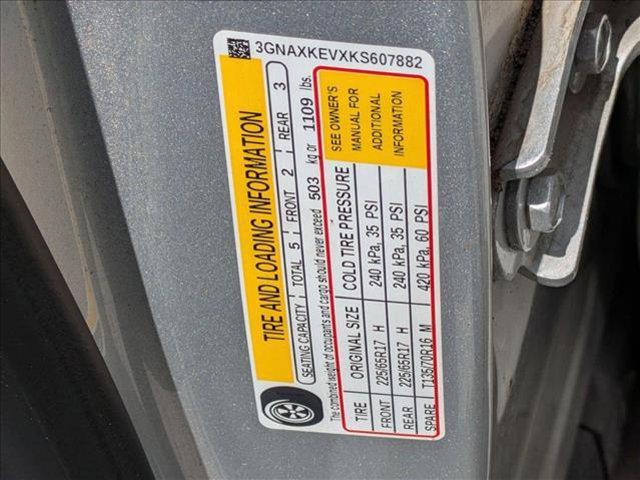 3GNAXKEVXKS607882
TIRE AND LOADING INFORMATION
SEATING CAPACITY TOTAL 5 FRONT 2 REAR 3
The combined weight of occupants and cargo should never exceed 503 kg or 1109 lbs.
TIRE ORIGINAL SIZE COLD TIRE PRESSURE SEE OWNER'S
FRONT 225/65R17 H 240 kPa, 35 PSI MANUAL FOR
REAR 225/65R17 H 240 kPa, 35 PSI ADDITIONAL
SPARE T135/70R16 M 420 kPa, 60 PSI INFORMATION